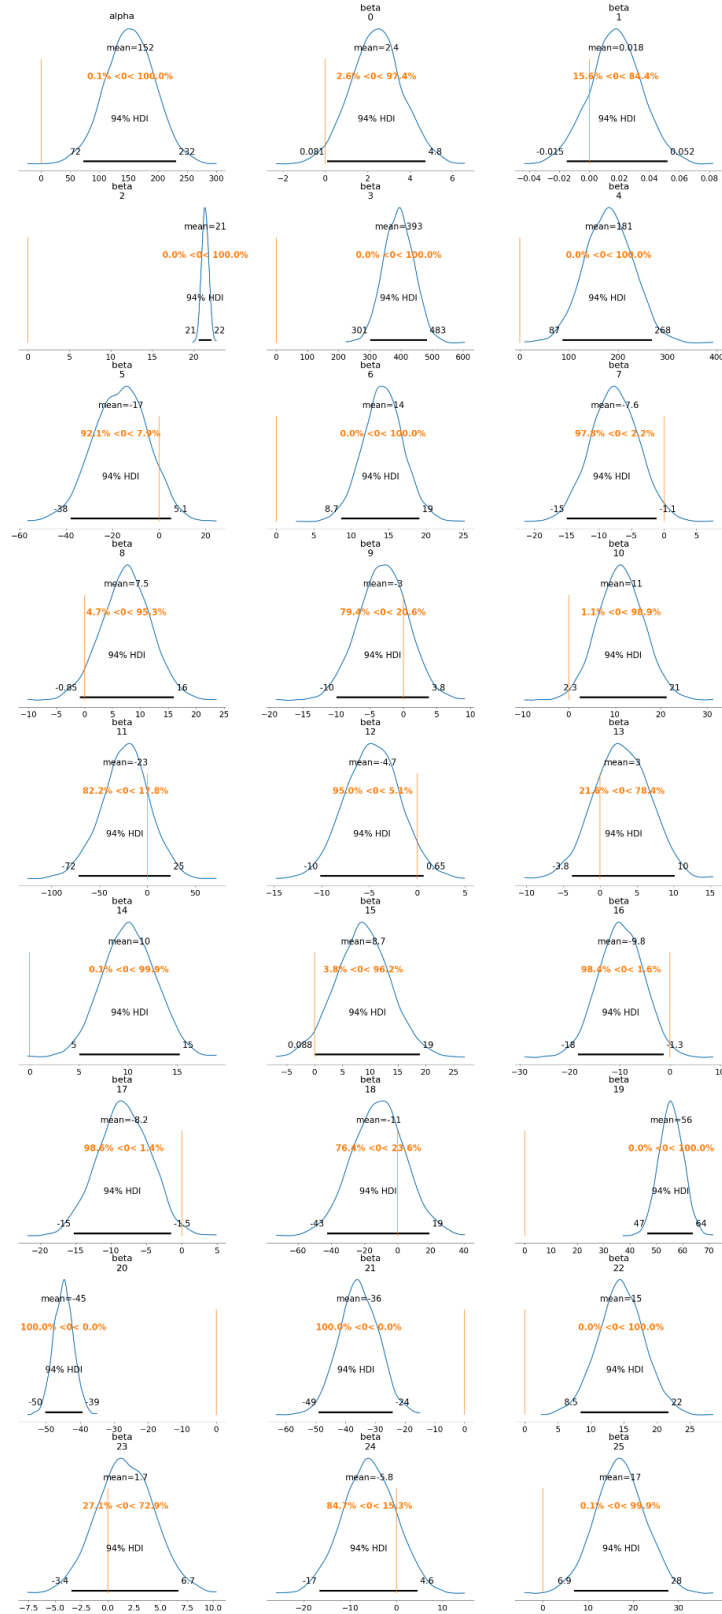 alpha
mean=152
0.1% <0< 100.0%
94% HDI
72 232
0 50 100 150 200 250 300
beta
0
mean=2.4
2.6% <0< 97.4%
94% HDI
0.081 4.8
−2 0 2 4 6
beta
1
mean=0.018
15.6% <0< 84.4%
94% HDI
-0.015 0.052
−0.04 −0.02 0.00 0.02 0.04 0.06 0.08
beta
2
mean=21
0.0% <0< 100.0%
94% HDI
21 22
0 5 10 15 20
beta
3
mean=393
0.0% <0< 100.0%
94% HDI
301 483
0 100 200 300 400 500 600
beta
4
mean=181
0.0% <0< 100.0%
94% HDI
87 268
0 100 200 300 400
beta
5
mean=-17
92.1% <0< 7.9%
94% HDI
-38 5.1
−60 −40 −20 0 20
beta
6
mean=14
0.0% <0< 100.0%
94% HDI
8.7 19
0 5 10 15 20 25
beta
7
mean=-7.6
97.8% <0< 2.2%
94% HDI
-15 -1.1
−20 −15 −10 −5 0 5
beta
8
mean=7.5
4.7% <0< 95.3%
94% HDI
-0.85 16
−10 −5 0 5 10 15 20 25
beta
9
mean=-3
79.4% <0< 20.6%
94% HDI
-10 3.8
−20 −15 −10 −5 0 5 10
beta
10
mean=11
1.1% <0< 98.9%
94% HDI
2.3 21
−10 0 10 20 30
beta
11
mean=-23
82.2% <0< 17.8%
94% HDI
-72 25
−100 −50 0 50
beta
12
mean=-4.7
95.0% <0< 5.1%
94% HDI
-10 0.65
−15 −10 −5 0 5
beta
13
mean=3
21.6% <0< 78.4%
94% HDI
-3.8 10
−10 −5 0 5 10 15
beta
14
mean=10
0.1% <0< 99.9%
94% HDI
5 15
0 5 10 15
beta
15
mean=8.7
3.8% <0< 96.2%
94% HDI
0.088 19
−5 0 5 10 15 20 25
beta
16
mean=-9.8
98.4% <0< 1.6%
94% HDI
-18 -1.3
−30 −20 −10 0 10
beta
17
mean=-8.2
98.6% <0< 1.4%
94% HDI
-15 -1.5
−20 −15 −10 −5 0 5
beta
18
mean=-11
76.4% <0< 23.6%
94% HDI
-43 19
−60 −40 −20 0 20 40
beta
19
mean=56
0.0% <0< 100.0%
94% HDI
47 64
0 10 20 30 40 50 60 70
beta
20
mean=-45
100.0% <0< 0.0%
94% HDI
-50 -39
−50 −40 −30 −20 −10 0
beta
21
mean=-36
100.0% <0< 0.0%
94% HDI
-49 -24
−60 −50 −40 −30 −20 −10 0
beta
22
mean=15
0.0% <0< 100.0%
94% HDI
8.5 22
0 5 10 15 20 25
beta
23
mean=1.7
27.1% <0< 72.9%
94% HDI
-3.4 6.7
−7.5 −5.0 −2.5 0.0 2.5 5.0 7.5 10.0
beta
24
mean=-5.8
84.7% <0< 15.3%
94% HDI
-17 4.6
−20 −10 0 10
beta
25
mean=17
0.1% <0< 99.9%
94% HDI
6.9 28
0 10 20 30